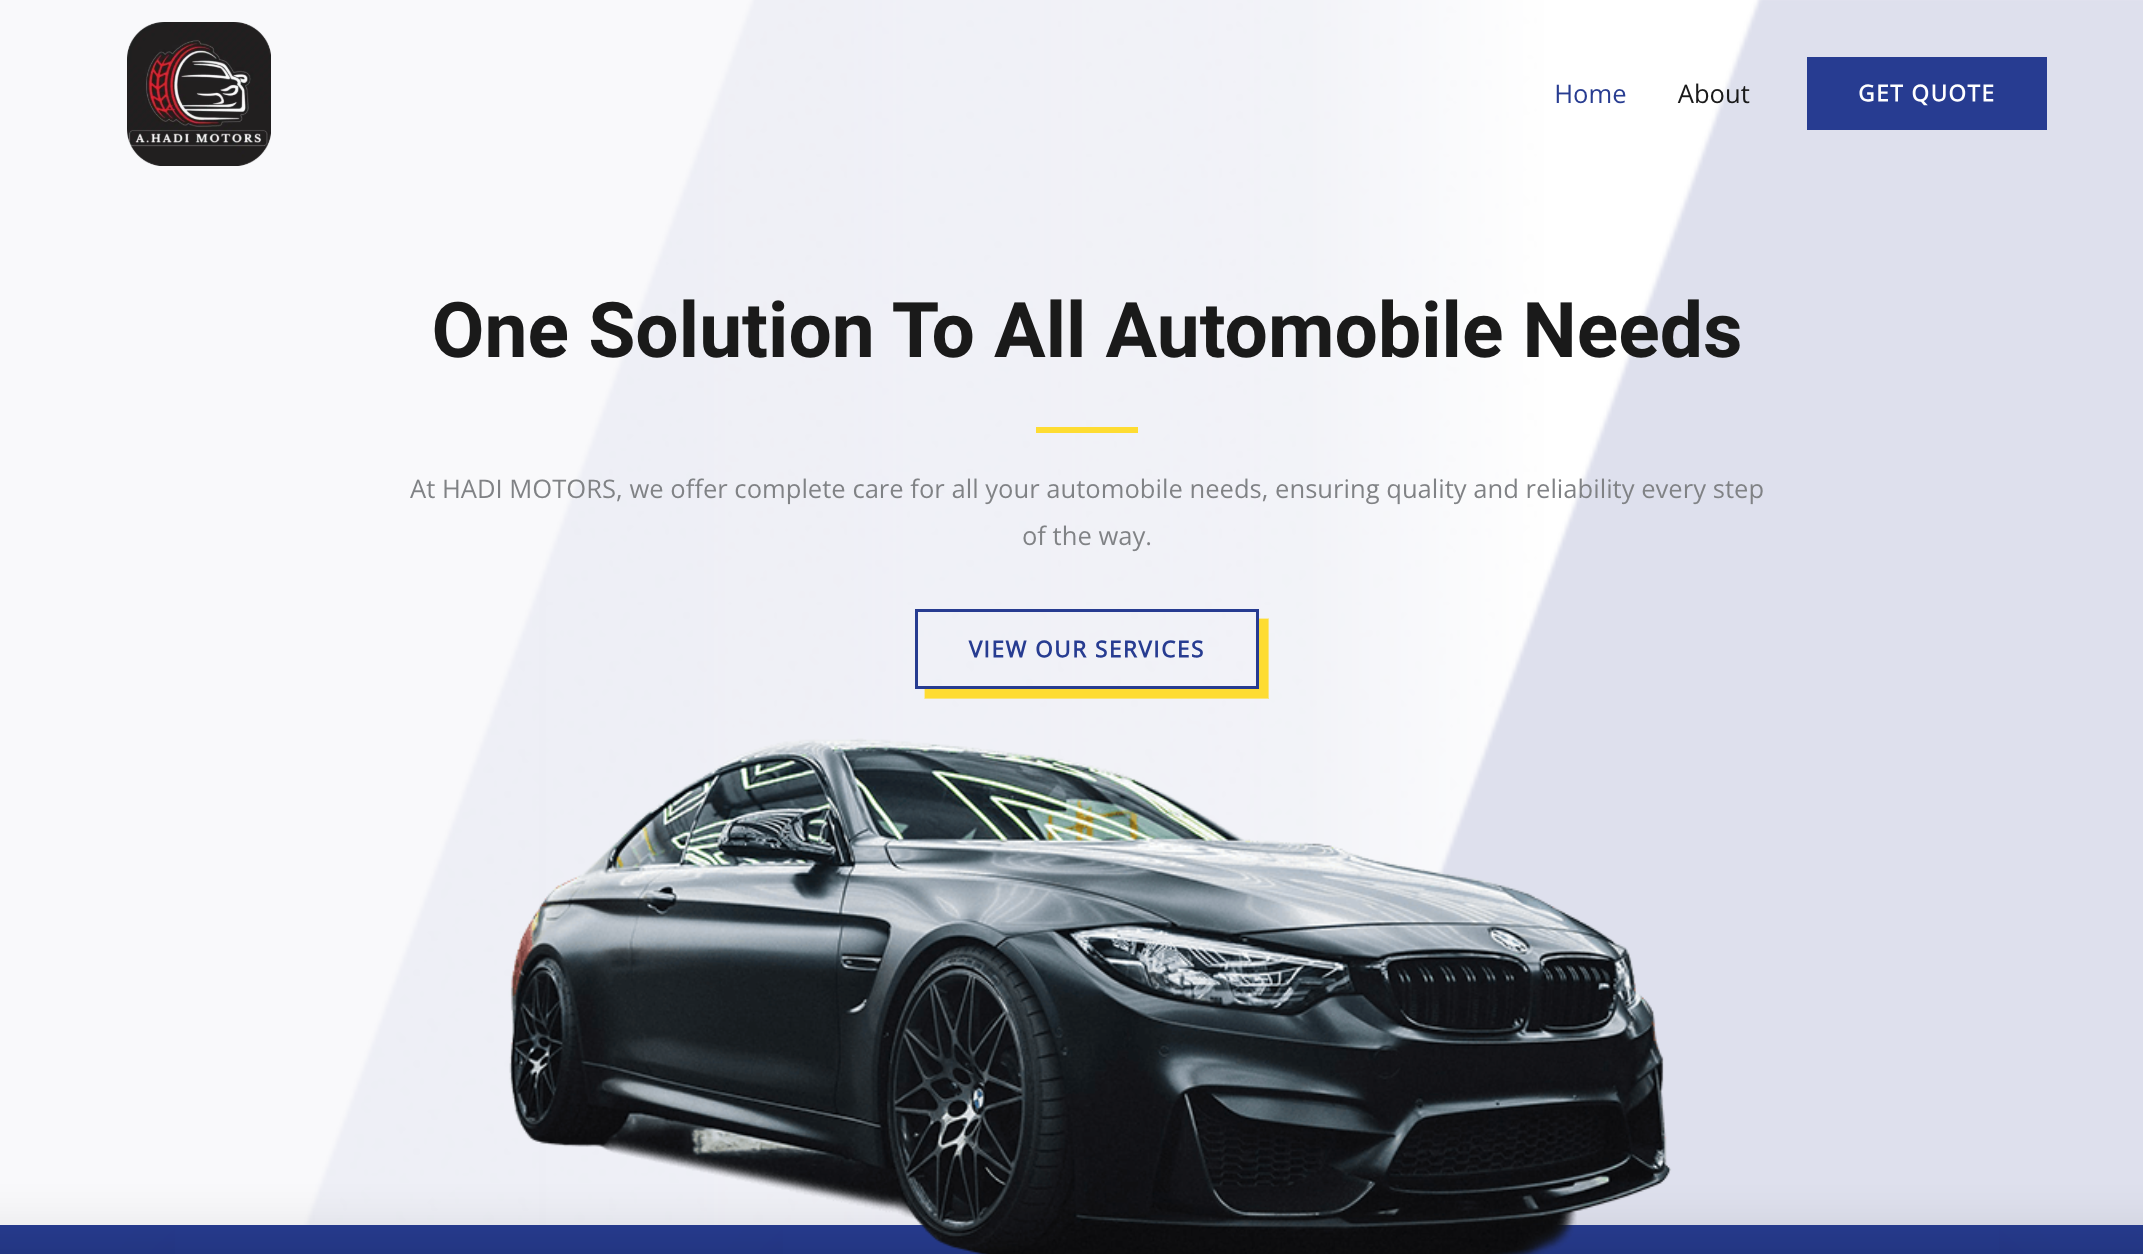 A.HADI MOTORS
Home
About
GET QUOTE
One Solution To All Automobile Needs
At HADI MOTORS, we offer complete care for all your automobile needs, ensuring quality and reliability every step
of the way.
VIEW OUR SERVICES